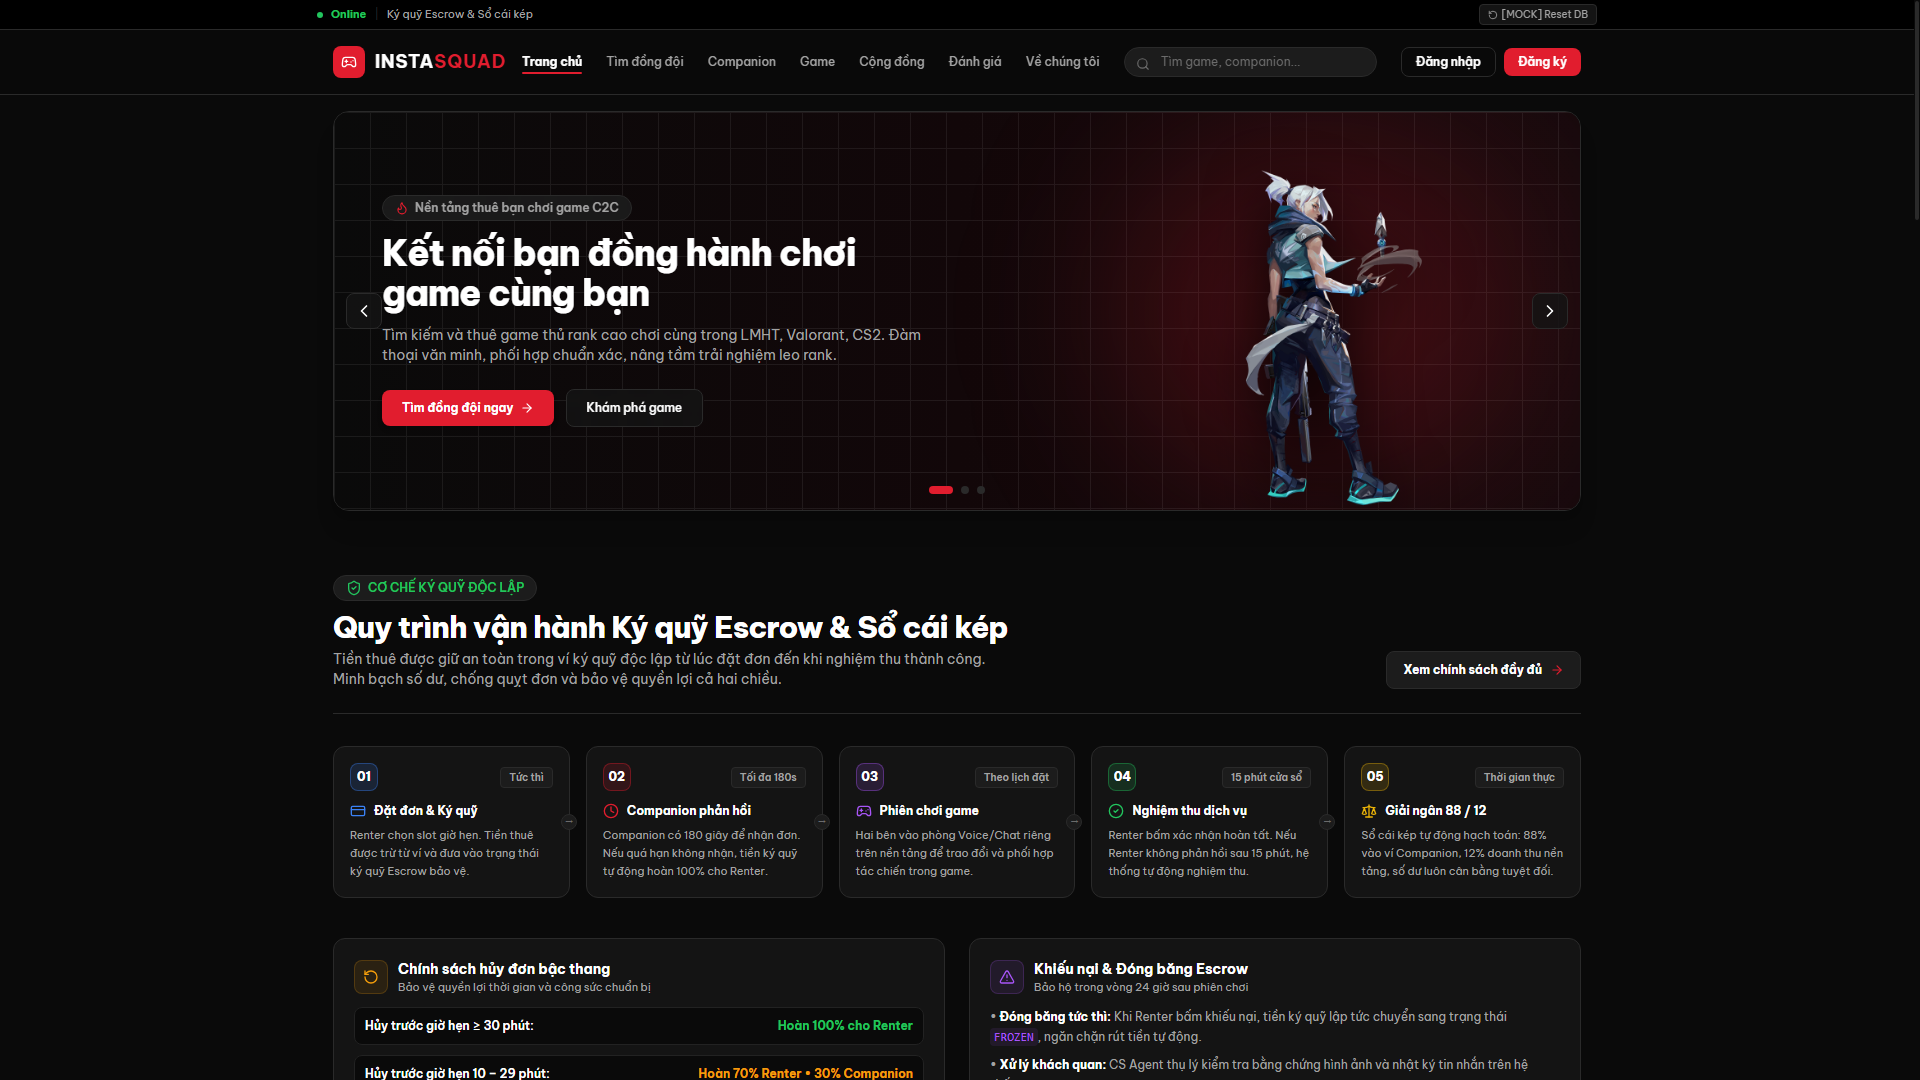 Online
Ký quỹ Escrow & Sổ cái kép
[MOCK] Reset DB
INSTASQUAD
Trang chủ
Tìm đồng đội
Companion
Game
Cộng đồng
Đánh giá
Về chúng tôi
Tìm game, companion...
Đăng nhập
Đăng ký
Nền tảng thuê bạn chơi game C2C
Kết nối bạn đồng hành chơi
game cùng bạn
Tìm kiếm và thuê game thủ rank cao chơi cùng trong LMHT, Valorant, CS2. Đàm
thoại văn minh, phối hợp chuẩn xác, nâng tầm trải nghiệm leo rank.
Tìm đồng đội ngay
Khám phá game
CƠ CHẾ KÝ QUỸ ĐỘC LẬP
Quy trình vận hành Ký quỹ Escrow & Sổ cái kép
Tiền thuê được giữ an toàn trong ví ký quỹ độc lập từ lúc đặt đơn đến khi nghiệm thu thành công.
Minh bạch số dư, chống quỵt đơn và bảo vệ quyền lợi cả hai chiều.
Xem chính sách đầy đủ
01
Tức thì
Đặt đơn & Ký quỹ
Renter chọn slot giờ hẹn. Tiền thuê
được trừ từ ví và đưa vào trạng thái
ký quỹ Escrow bảo vệ.
02
Tối đa 180s
Companion phản hồi
Companion có 180 giây để nhận đơn.
Nếu quá hạn không nhận, tiền ký quỹ
tự động hoàn 100% cho Renter.
03
Theo lịch đặt
Phiên chơi game
Hai bên vào phòng Voice/Chat riêng
trên nền tảng để trao đổi và phối hợp
tác chiến trong game.
04
15 phút cửa sổ
Nghiệm thu dịch vụ
Renter bấm xác nhận hoàn tất. Nếu
Renter không phản hồi sau 15 phút, hệ
thống tự động nghiệm thu.
05
Thời gian thực
Giải ngân 88 / 12
Sổ cái kép tự động hạch toán: 88%
vào ví Companion, 12% doanh thu nền
tảng, số dư luôn cân bằng tuyệt đối.
Chính sách hủy đơn bậc thang
Bảo vệ quyền lợi thời gian và công sức chuẩn bị
Hủy trước giờ hẹn ≥ 30 phút:
Hoàn 100% cho Renter
Hủy trước giờ hẹn 10 – 29 phút:
Hoàn 70% Renter • 30% Companion
Khiếu nại & Đóng băng Escrow
Bảo hộ trong vòng 24 giờ sau phiên chơi
• Đóng băng tức thì: Khi Renter bấm khiếu nại, tiền ký quỹ lập tức chuyển sang trạng thái
FROZEN, ngăn chặn rút tiền tự động.
• Xử lý khách quan: CS Agent thụ lý kiểm tra bằng chứng hình ảnh và nhật ký tin nhắn trên hệ